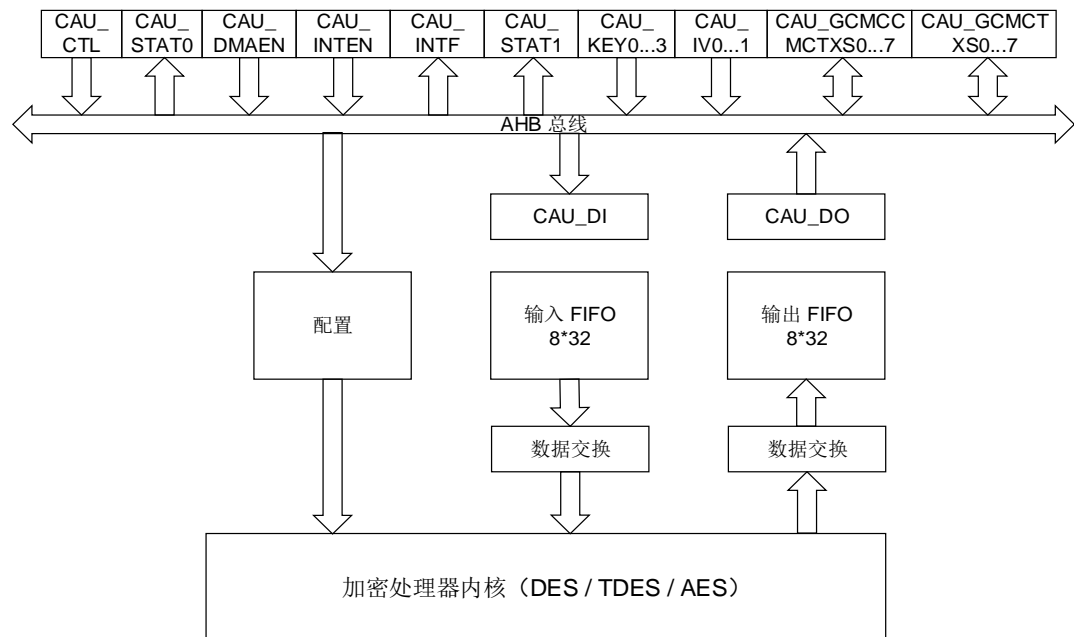 CAU_ CAU_ CAU_ CAU_ CAU_ CAU_ CAU_ CAU_ CAU_GCMCC CAU_GCMCT
CTL STAT0 DMAEN INTEN INTF STAT1 KEY0...3 IV0...1 MCTXS0...7 XS0...7
AHB 总线
CAU_DI CAU_DO
配置 输入 FIFO 输出 FIFO
8*32 8*32
数据交换 数据交换
加密处理器内核（DES / TDES / AES）